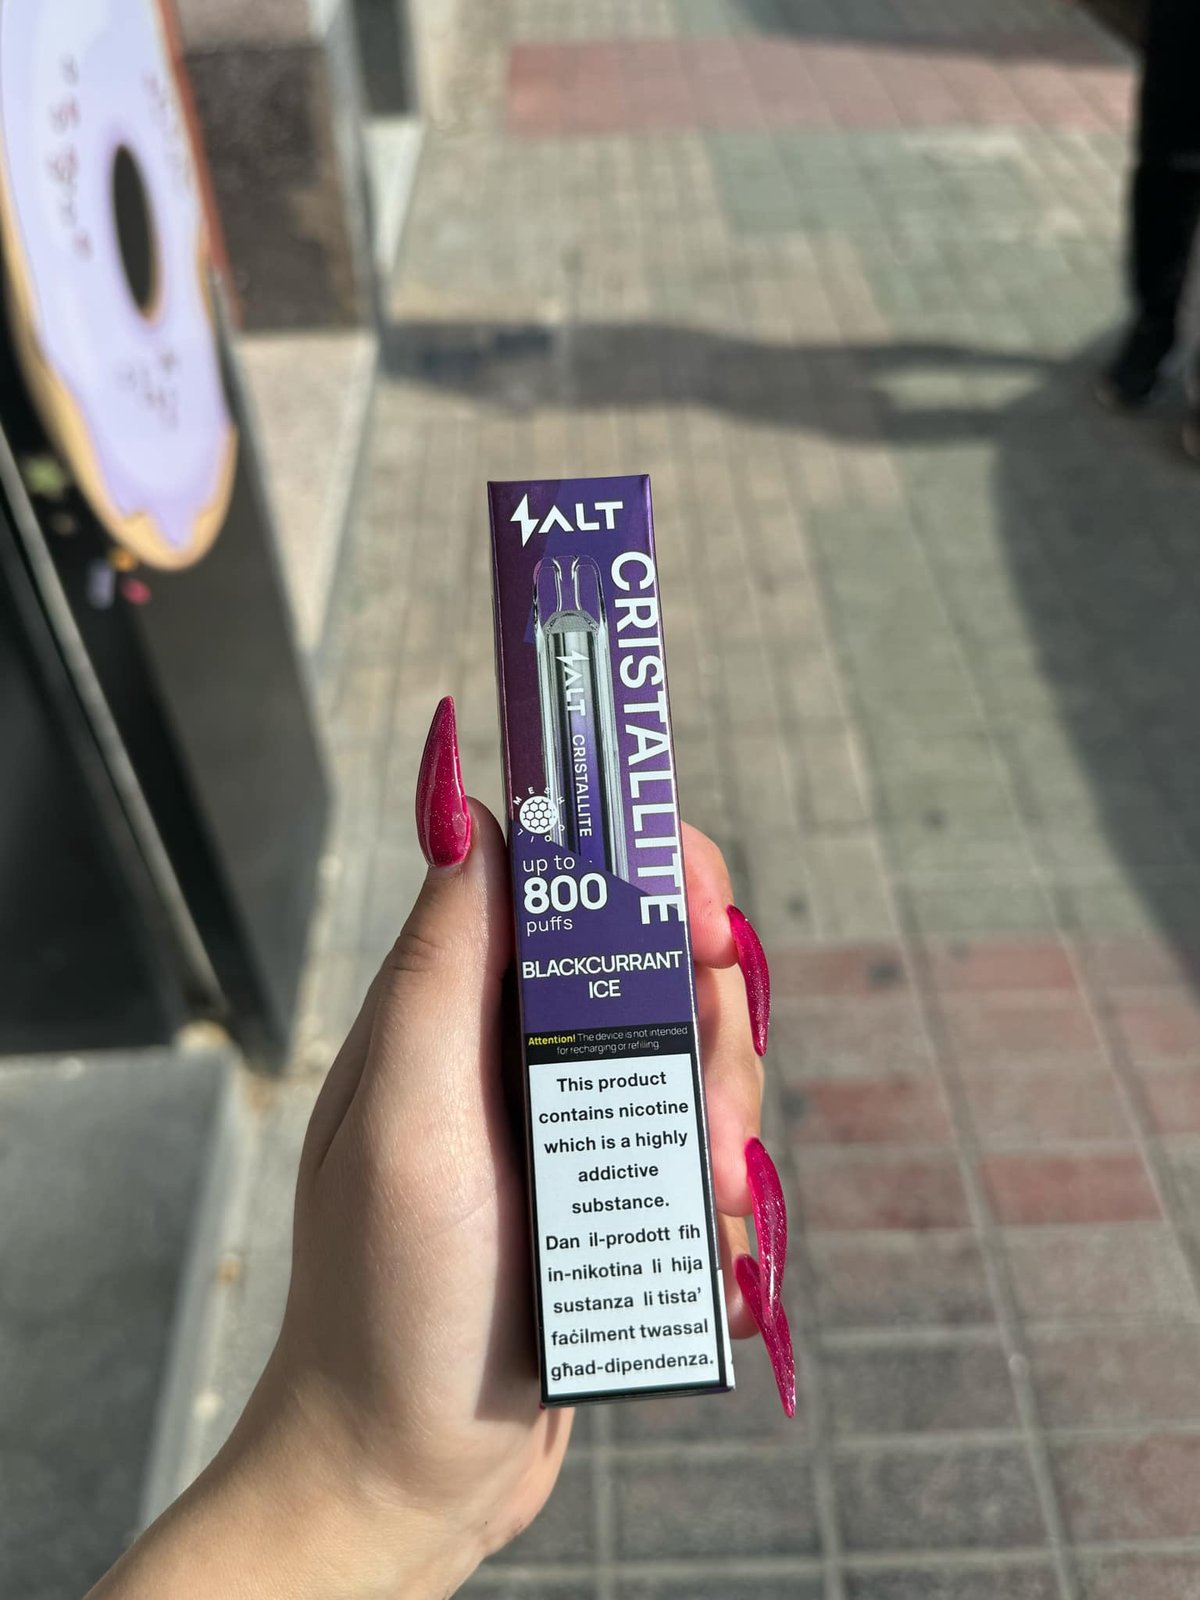 SALT
CRISTALLITE
SALT CRISTALLITE
MESH
COIL
up to
800
puffs
BLACKCURRANT
ICE
Attention! The device is not intended
for recharging or refilling.
This product
contains nicotine
which is a highly
addictive
substance.
Dan il-prodott fih
in-nikotina li hija
sustanza li tista'
faċilment twassal
għad-dipendenza.